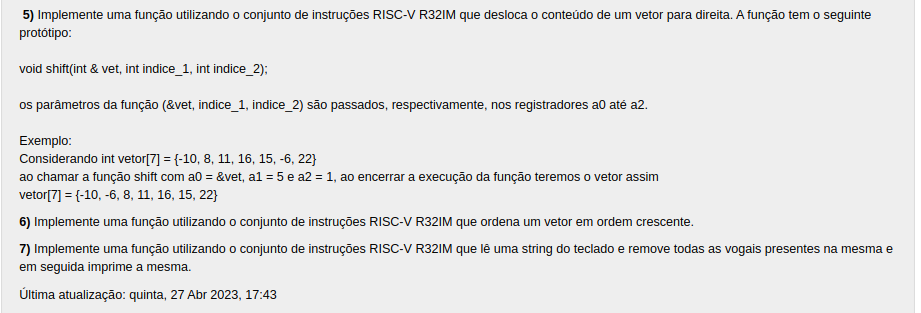 5) Implemente uma função utilizando o conjunto de instruções RISC-V R32IM que desloca o conteúdo de um vetor para direita. A função tem o seguinte
protótipo:
void shift(int & vet, int indice_1, int indice_2);
os parâmetros da função (&vet, indice_1, indice_2) são passados, respectivamente, nos registradores a0 até a2.
Exemplo:
Considerando int vetor[7] = {-10, 8, 11, 16, 15, -6, 22}
ao chamar a função shift com a0 = &vet, a1 = 5 e a2 = 1, ao encerrar a execução da função teremos o vetor assim
vetor[7] = {-10, -6, 8, 11, 16, 15, 22}
6) Implemente uma função utilizando o conjunto de instruções RISC-V R32IM que ordena um vetor em ordem crescente.
7) Implemente uma função utilizando o conjunto de instruções RISC-V R32IM que lê uma string do teclado e remove todas as vogais presentes na mesma e
em seguida imprime a mesma.
Última atualização: quinta, 27 Abr 2023, 17:43